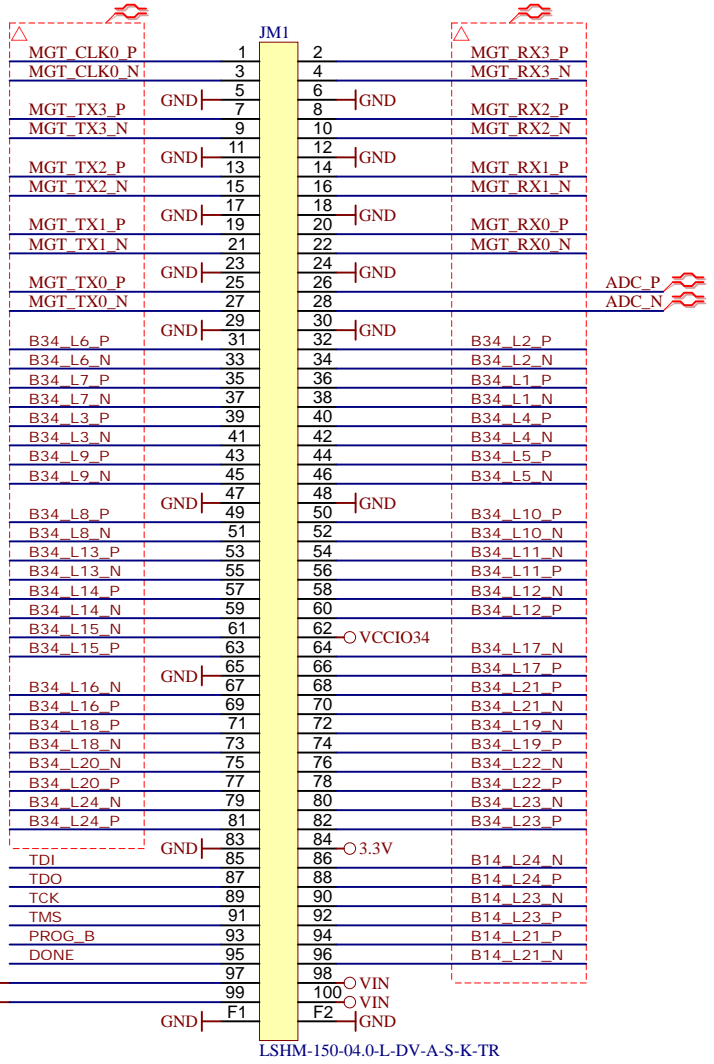 JM1
MGT_CLK0_P 1 2 MGT_RX3_P
MGT_CLK0_N 3 4 MGT_RX3_N
GND 5 6 GND
MGT_TX3_P 7 8 MGT_RX2_P
MGT_TX3_N 9 10 MGT_RX2_N
GND 11 12 GND
MGT_TX2_P 13 14 MGT_RX1_P
MGT_TX2_N 15 16 MGT_RX1_N
GND 17 18 GND
MGT_TX1_P 19 20 MGT_RX0_P
MGT_TX1_N 21 22 MGT_RX0_N
GND 23 24 GND
MGT_TX0_P 25 26 ADC_P
MGT_TX0_N 27 28 ADC_N
GND 29 30 GND
B34_L6_P 31 32 B34_L2_P
B34_L6_N 33 34 B34_L2_N
B34_L7_P 35 36 B34_L1_P
B34_L7_N 37 38 B34_L1_N
B34_L3_P 39 40 B34_L4_P
B34_L3_N 41 42 B34_L4_N
B34_L9_P 43 44 B34_L5_P
B34_L9_N 45 46 B34_L5_N
GND 47 48 GND
B34_L8_P 49 50 B34_L10_P
B34_L8_N 51 52 B34_L10_N
B34_L13_P 53 54 B34_L11_N
B34_L13_N 55 56 B34_L11_P
B34_L14_P 57 58 B34_L12_N
B34_L14_N 59 60 B34_L12_P
B34_L15_N 61 62 VCCIO34
B34_L15_P 63 64 B34_L17_N
GND 65 66 B34_L17_P
B34_L16_N 67 68 B34_L21_P
B34_L16_P 69 70 B34_L21_N
B34_L18_P 71 72 B34_L19_N
B34_L18_N 73 74 B34_L19_P
B34_L20_N 75 76 B34_L22_N
B34_L20_P 77 78 B34_L22_P
B34_L24_N 79 80 B34_L23_N
B34_L24_P 81 82 B34_L23_P
GND 83 84 3.3V
TDI 85 86 B14_L24_N
TDO 87 88 B14_L24_P
TCK 89 90 B14_L23_N
TMS 91 92 B14_L23_P
PROG_B 93 94 B14_L21_P
DONE 95 96 B14_L21_N
97 98 VIN
99 100 VIN
GND F1 F2 GND
LSHM-150-04.0-L-DV-A-S-K-TR